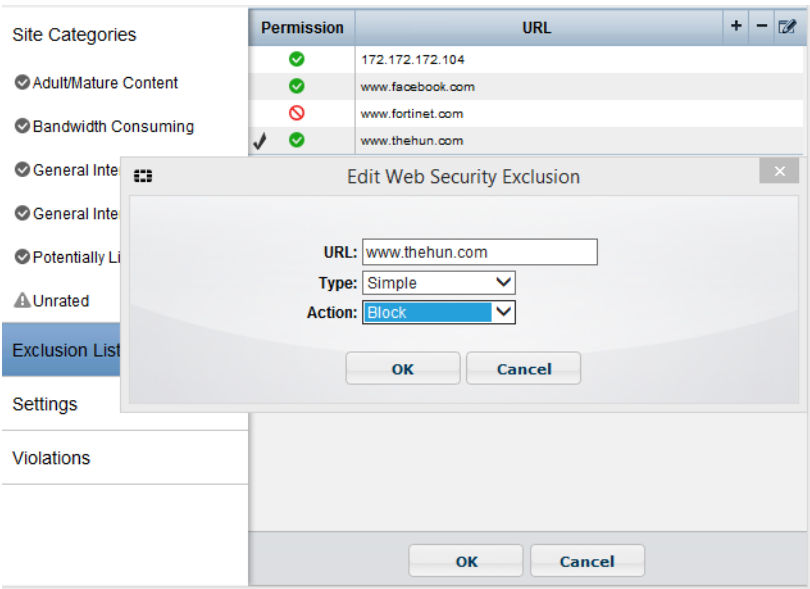 Site Categories
Adult/Mature Content
Bandwidth Consuming
General Inte
General Inte
Potentially Li
Unrated
Exclusion List
Settings
Violations
Permission URL + −
172.172.172.104
www.facebook.com
www.fortinet.com
www.thehun.com
Edit Web Security Exclusion ×
URL: www.thehun.com
Type: Simple
Action: Block
OK Cancel
OK Cancel